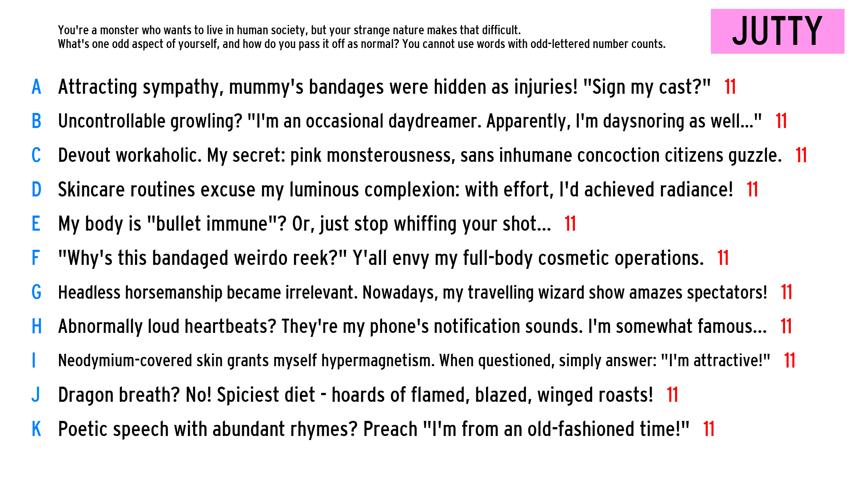 You're a monster who wants to live in human society, but your strange nature makes that difficult.
What's one odd aspect of yourself, and how do you pass it off as normal? You cannot use words with odd-lettered number counts.
JUTTY
A Attracting sympathy, mummy's bandages were hidden as injuries! "Sign my cast?" 11
B Uncontrollable growling? "I'm an occasional daydreamer. Apparently, I'm daysnoring as well..." 11
C Devout workaholic. My secret: pink monsterousness, sans inhumane concoction citizens guzzle. 11
D Skincare routines excuse my luminous complexion: with effort, I'd achieved radiance! 11
E My body is "bullet immune"? Or, just stop whiffing your shot... 11
F "Why's this bandaged weirdo reek?" Y'all envy my full-body cosmetic operations. 11
G Headless horsemanship became irrelevant. Nowadays, my travelling wizard show amazes spectators! 11
H Abnormally loud heartbeats? They're my phone's notification sounds. I'm somewhat famous... 11
I Neodymium-covered skin grants myself hypermagnetism. When questioned, simply answer: "I'm attractive!" 11
J Dragon breath? No! Spiciest diet - hoards of flamed, blazed, winged roasts! 11
K Poetic speech with abundant rhymes? Preach "I'm from an old-fashioned time!" 11